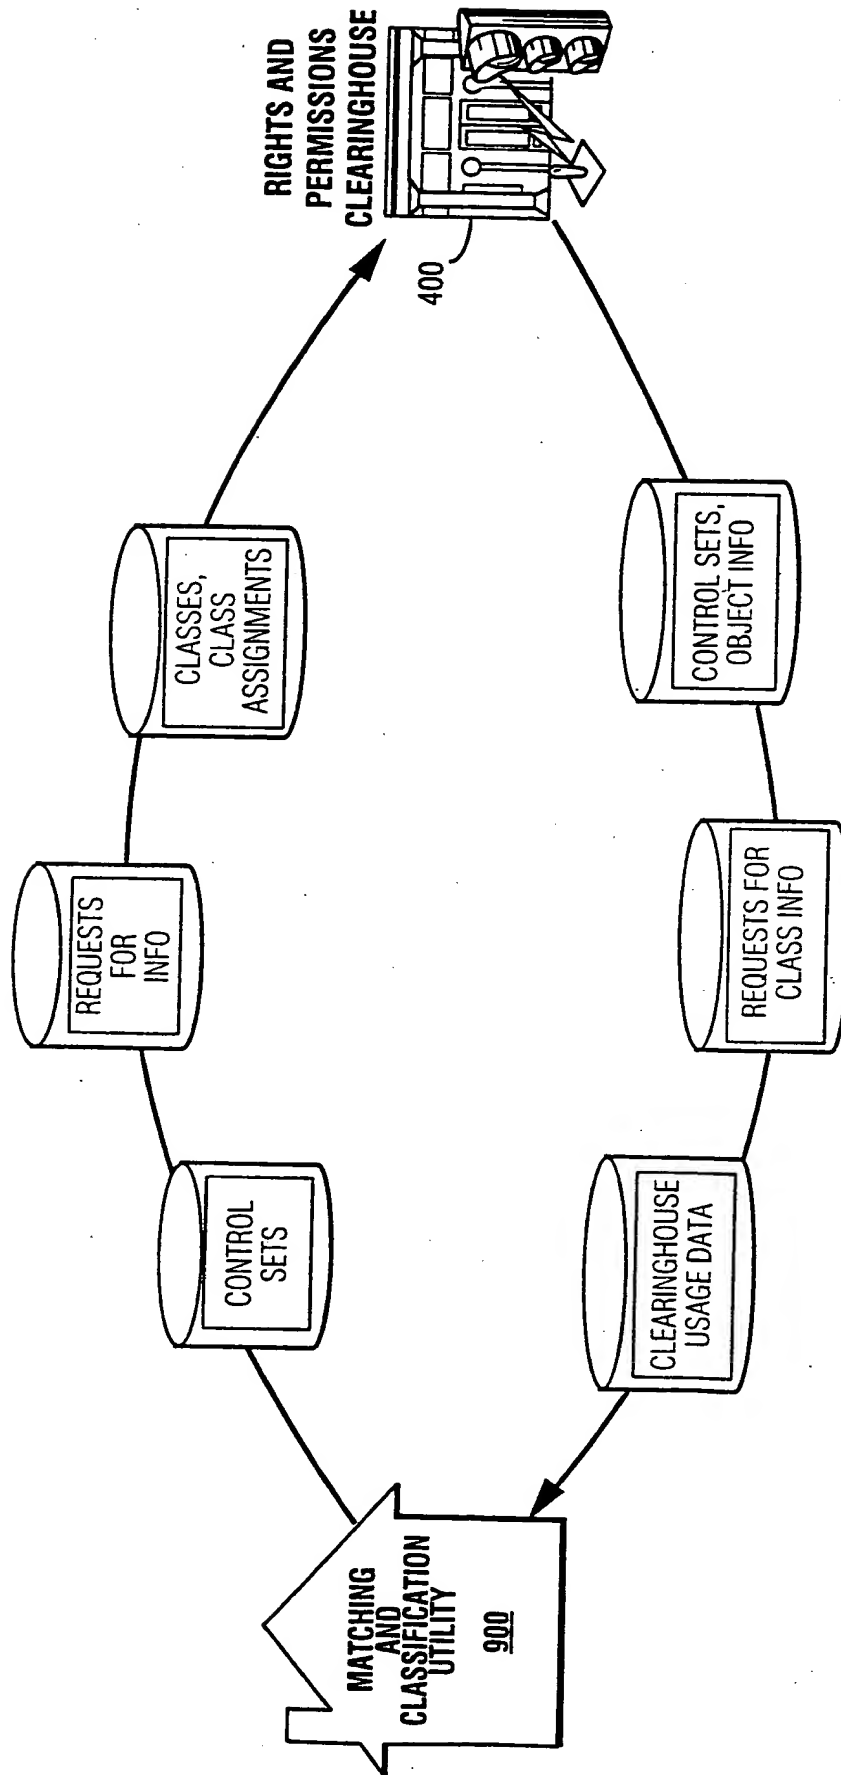 RIGHTS AND
PERMISSIONS
CLEARINGHOUSE
400
CLASSES,
CLASS
ASSIGNMENTS
REQUESTS
FOR
INFO
CONTROL
SETS
MATCHING
AND
CLASSIFICATION
UTILITY
900
CLEARINGHOUSE
USAGE DATA
REQUESTS FOR
CLASS INFO
CONTROL SETS,
OBJECT INFO